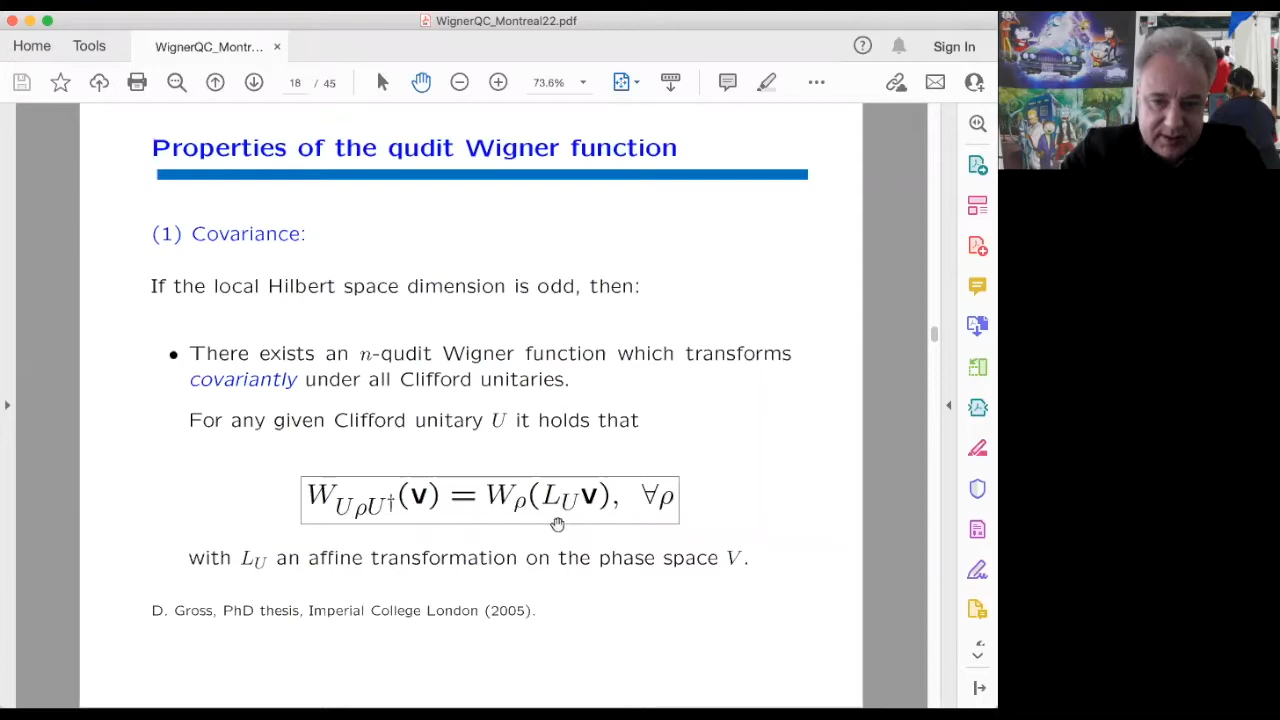 WignerQC_Montreal22.pdf
Home Tools WignerQC_Montr... × Sign In
18 / 45 73.6%
Properties of the qudit Wigner function
(1) Covariance:
If the local Hilbert space dimension is odd, then:
• There exists an n-qudit Wigner function which transforms
covariantly under all Clifford unitaries.
For any given Clifford unitary U it holds that
W_{UρU†}(v) = W_ρ(L_U v), ∀ρ
with L_U an affine transformation on the phase space V.
D. Gross, PhD thesis, Imperial College London (2005).